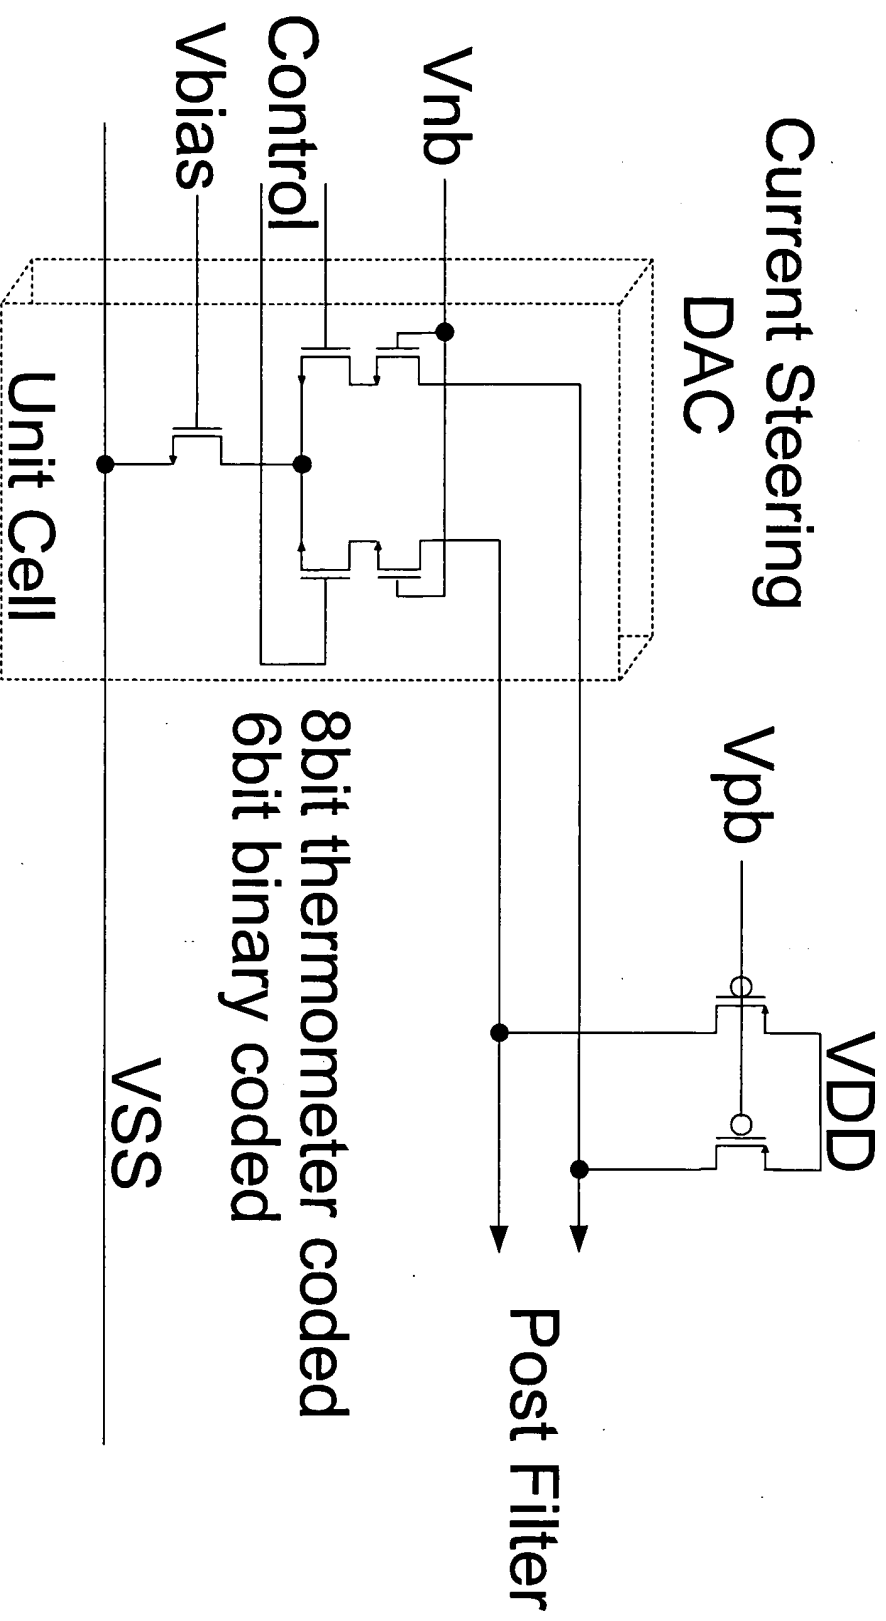 Current Steering
DAC
Vpb
VDD
Vnb
Control
Vbias
Post Filter
8bit thermometer coded
6bit binary coded
VSS
Unit Cell